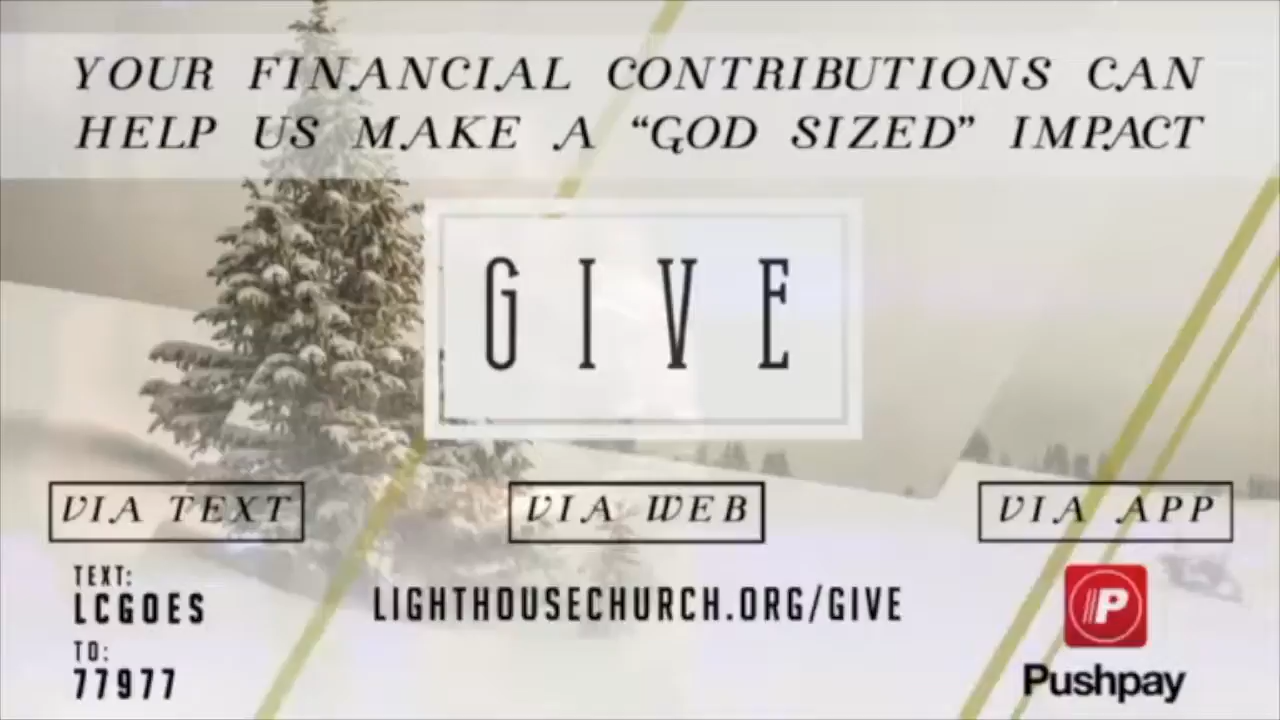 YOUR FINANCIAL CONTRIBUTIONS CAN
HELP US MAKE A “GOD SIZED” IMPACT
GIVE
VIA TEXT
TEXT:
LCGOES
TO:
77977
VIA WEB
LIGHTHOUSECHURCH.ORG/GIVE
VIA APP
P
Pushpay